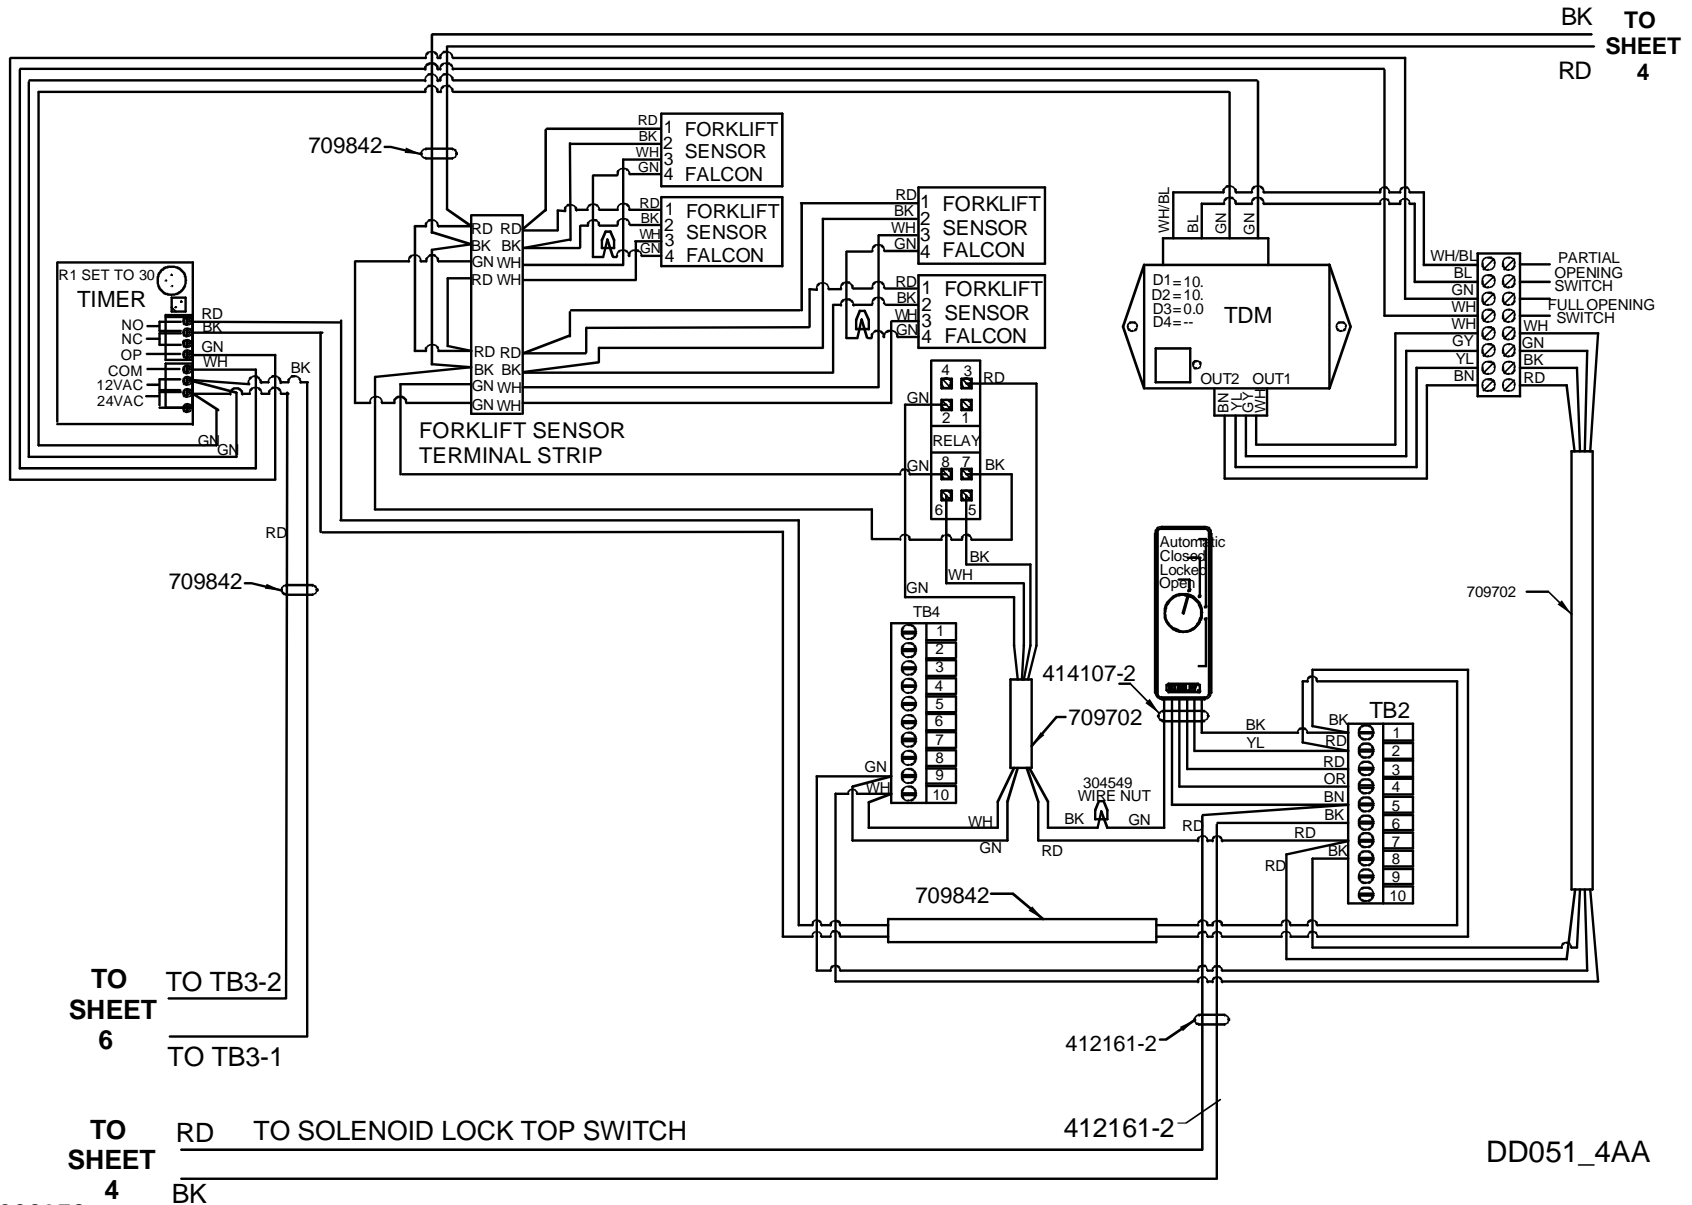 BK TO
SHEET
RD 4
709842
RD 1 FORKLIFT
BK 2 SENSOR
WH 3
GN 4 FALCON
RD 1 FORKLIFT
BK 2 SENSOR
WH 3
GN 4 FALCON
RD 1 FORKLIFT
BK 2 SENSOR
WH 3
GN 4 FALCON
RD 1 FORKLIFT
BK 2 SENSOR
WH 3
GN 4 FALCON
RD RD
BK BK
GN WH
RD WH
RD RD
BK BK
GN WH
GN WH
FORKLIFT SENSOR
TERMINAL STRIP
R1 SET TO 30
TIMER
NO
NC
OP
COM
12VAC
24VAC
RD
BK
GN
WH
BK
GN
GN
RD
709842
WH/BL
BL
GN
GN
D1=10.
D2=10.
D3=0.0
D4=--
TDM
OUT2 OUT1
BN
YL
GY
WH
WH/BL
BL
GN
WH
WH
GY
YL
BN
PARTIAL
OPENING
SWITCH
FULL OPENING
SWITCH
WH
GN
BK
RD
709702
4 3 RD
GN
2 1
RELAY
GN 8 7 BK
6 5
BK
WH
GN
TB4
1
2
3
4
5
6
7
8
GN 9
WH 10
WH
GN
709702
RD
BK
304549
WIRE NUT
GN
Automatic
Closed
Locked
Open
414107-2
BK
YL
TB2
BK 1
RD 2
RD 3
OR 4
BN 5
BK 6
RD 7
BK 8
9
10
RD
RD
709842
TO
SHEET
6
TO TB3-2
TO TB3-1
412161-2
412161-2
TO
SHEET
4
RD TO SOLENOID LOCK TOP SWITCH
BK
DD051_4AA